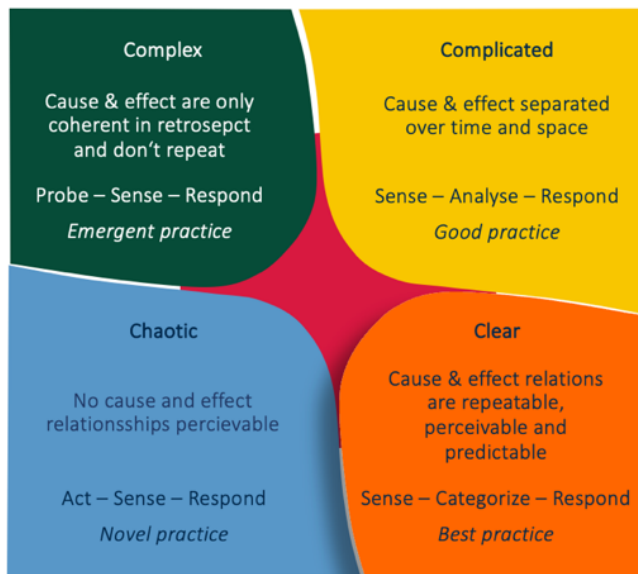 Complex
Cause & effect are only
coherent in retrosepct
and don't repeat
Probe – Sense – Respond
Emergent practice
Complicated
Cause & effect separated
over time and space
Sense – Analyse – Respond
Good practice
Chaotic
No cause and effect
relationsships percievable
Act – Sense – Respond
Novel practice
Clear
Cause & effect relations
are repeatable,
perceivable and
predictable
Sense – Categorize – Respond
Best practice